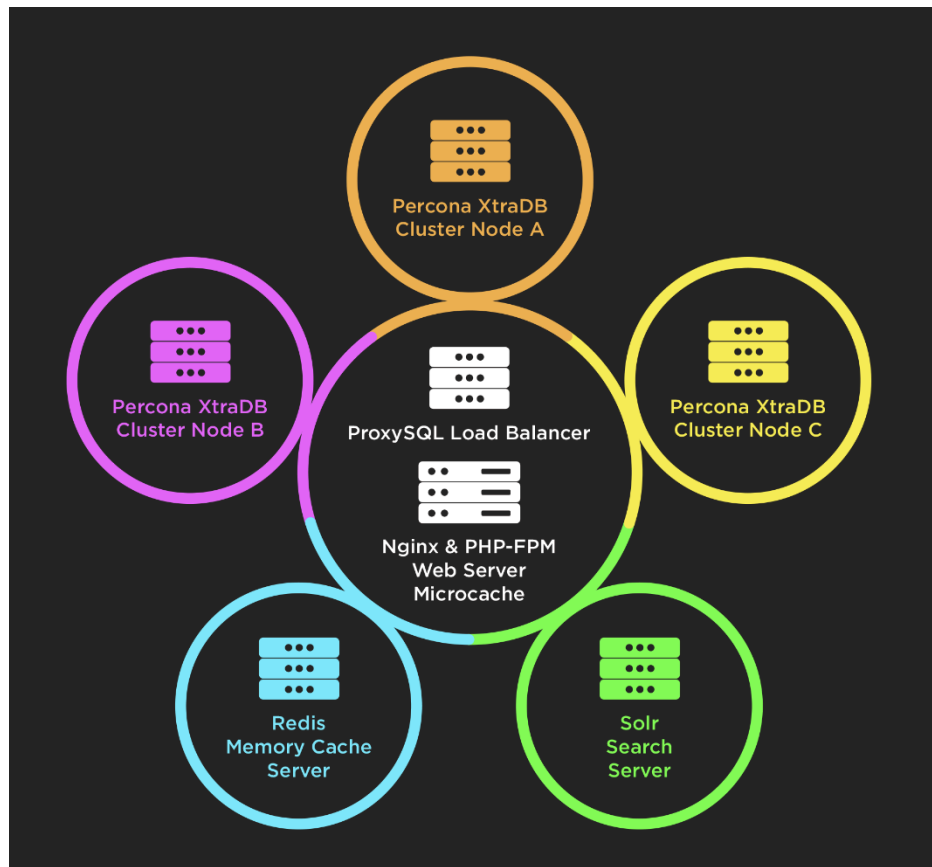 Percona XtraDB
Cluster Node A
Percona XtraDB
Cluster Node B
ProxySQL Load Balancer
Percona XtraDB
Cluster Node C
Nginx & PHP-FPM
Web Server
Microcache
Redis
Memory Cache
Server
Solr
Search
Server